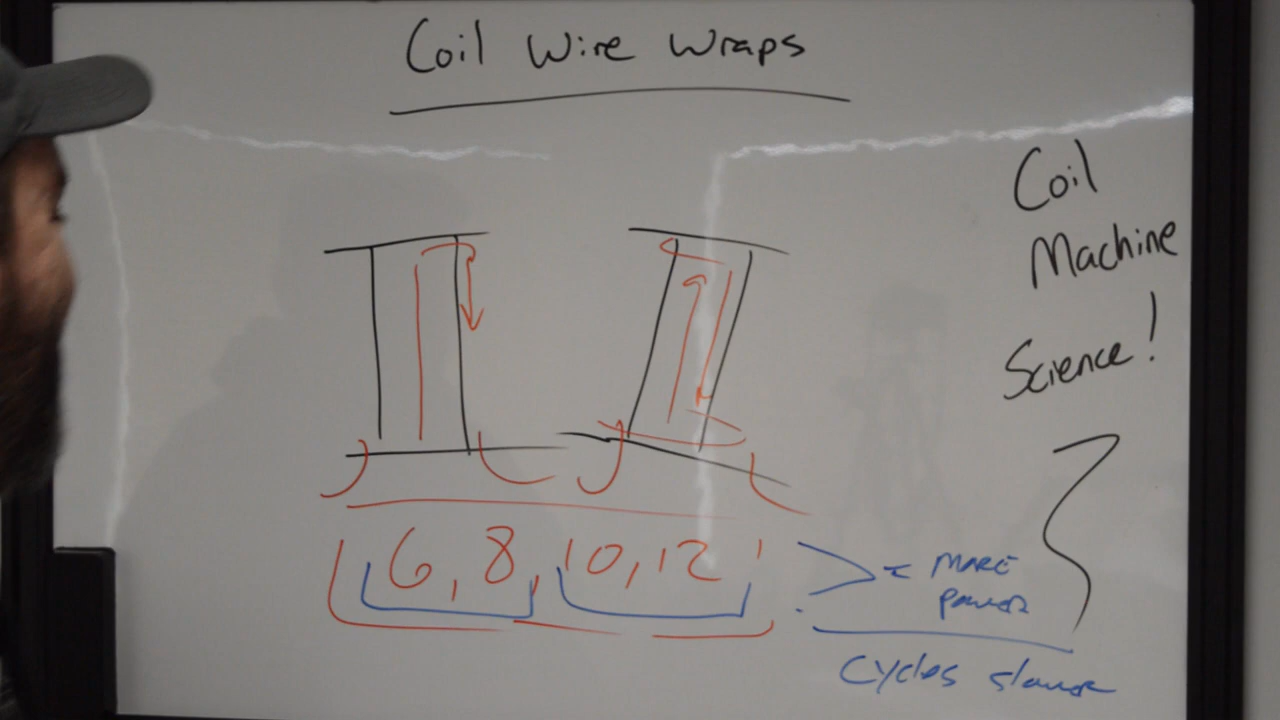 Coil Wire Wraps
Coil
Machine
Science!
6, 8, 10, 12
= MORE
power
Cycles slower